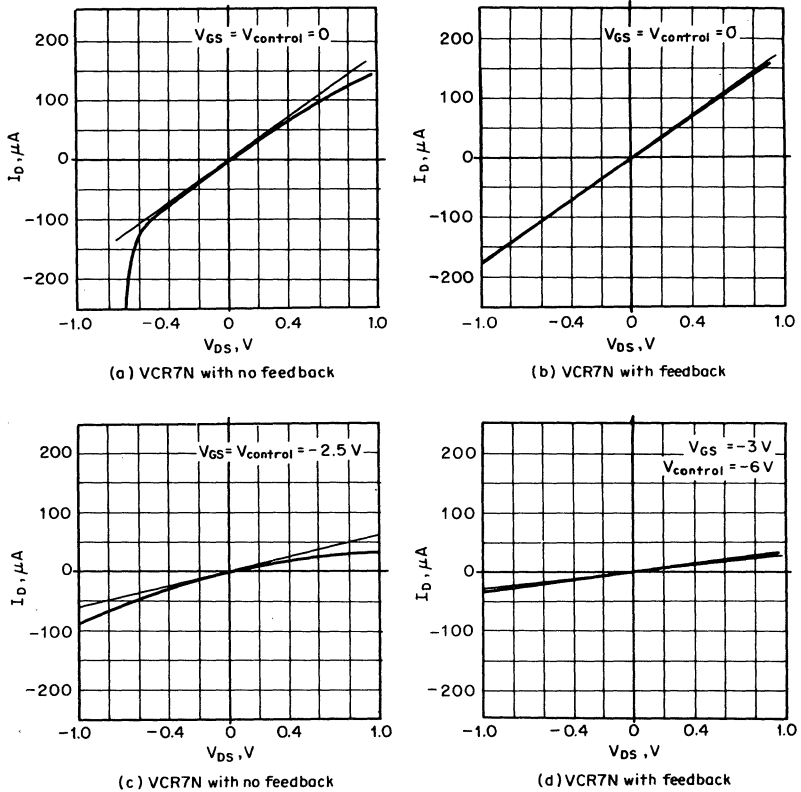 V_GS = V_control = 0
200
100
0
-100
-200
I_D, μA
-1.0 -0.4 0 0.4 1.0
V_DS, V
(a) VCR7N with no feedback
V_GS = V_control = 0
200
100
0
-100
-200
I_D, μA
-1.0 -0.4 0 0.4 1.0
V_DS, V
(b) VCR7N with feedback
V_GS = V_control = -2.5 V
200
100
0
-100
-200
I_D, μA
-1.0 -0.4 0 0.4 1.0
V_DS, V
(c) VCR7N with no feedback
V_GS = -3 V
V_control = -6 V
200
100
0
-100
-200
I_D, μA
-1.0 -0.4 0 0.4 1.0
V_DS, V
(d) VCR7N with feedback